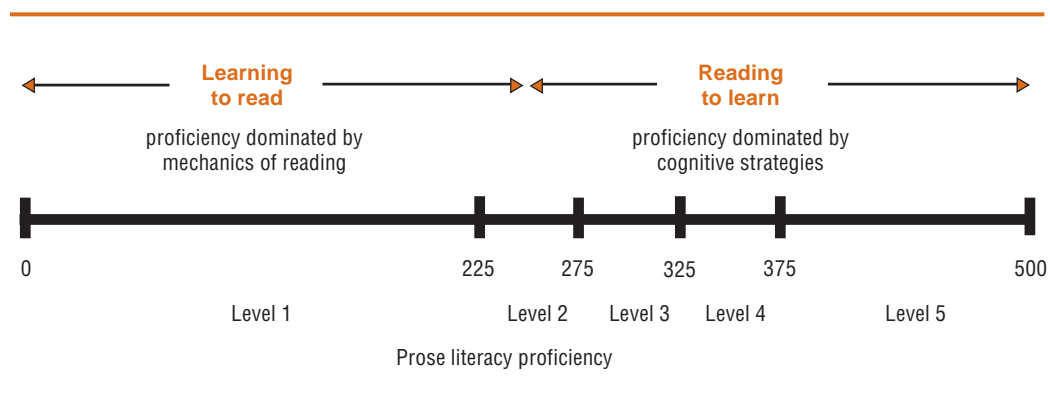 Learning
to read
Reading
to learn
proficiency dominated by
mechanics of reading
proficiency dominated by
cognitive strategies
0 225 275 325 375 500
Level 1 Level 2 Level 3 Level 4 Level 5
Prose literacy proficiency